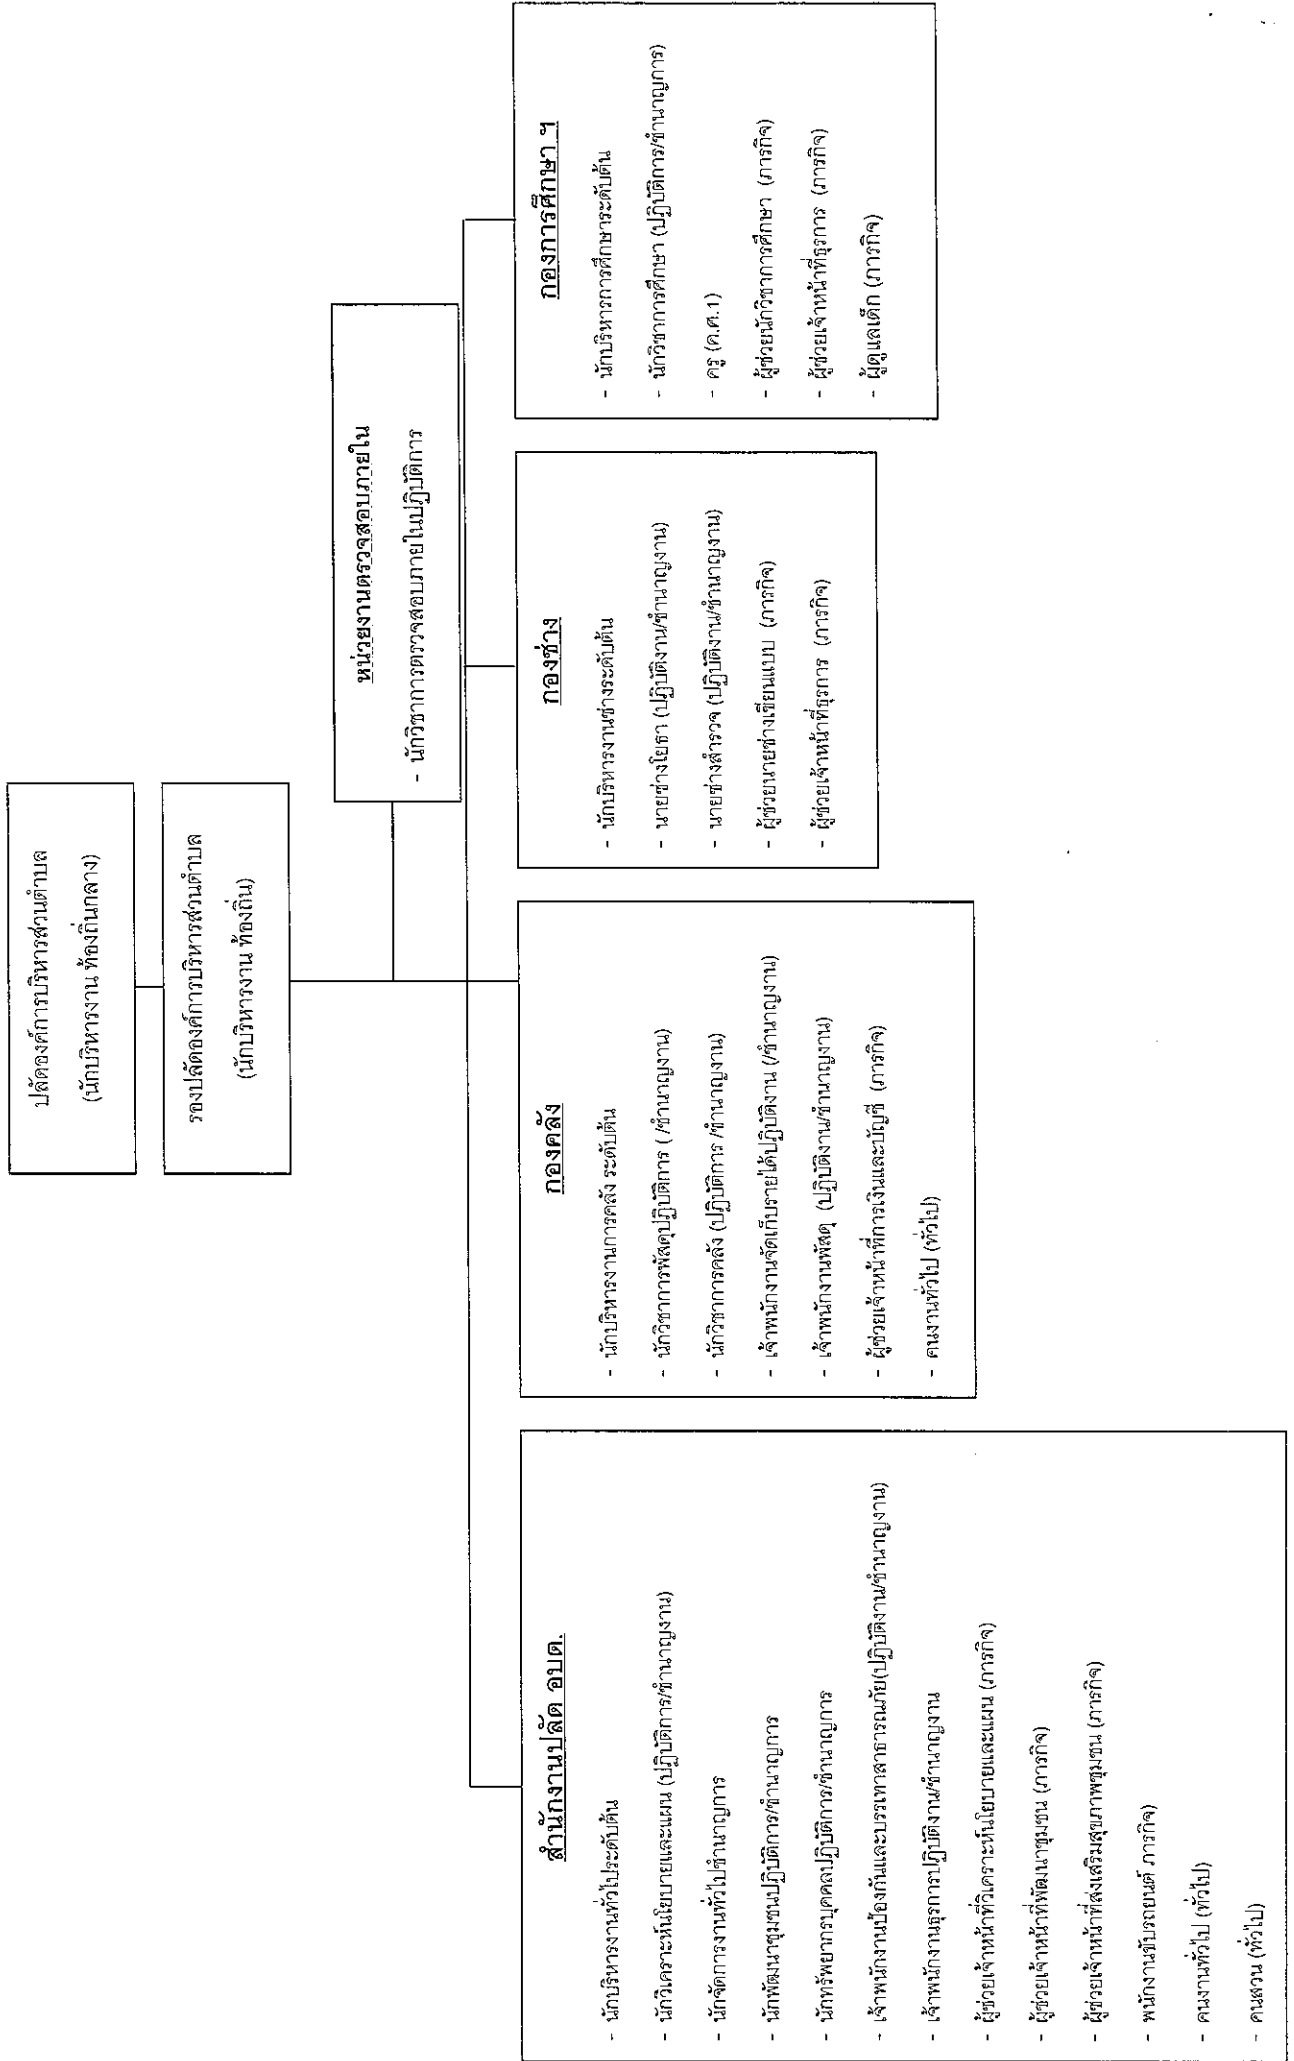 ปลัดองค์การบริหารส่วนตำบล
(นักบริหารงาน ท้องถิ่นกลาง)
รองปลัดองค์การบริหารส่วนตำบล
(นักบริหารงาน ท้องถิ่น)
หน่วยงานตรวจสอบภายใน
- นักวิชาการตรวจสอบภายในปฏิบัติการ
สำนักงานปลัด อบต.
- นักบริหารงานทั่วไประดับต้น
- นักวิเคราะห์นโยบายและแผน (ปฏิบัติการ/ชำนาญงาน)
- นักจัดการงานทั่วไปชำนาญการ
- นักพัฒนาชุมชนปฏิบัติการ/ชำนาญการ
- นักทรัพยากรบุคคลปฏิบัติการ/ชำนาญการ
- เจ้าพนักงานป้องกันและบรรเทาสาธารณภัย(ปฏิบัติงาน/ชำนาญงาน)
- เจ้าพนักงานธุรการปฏิบัติงาน/ชำนาญงาน
- ผู้ช่วยเจ้าหน้าที่วิเคราะห์นโยบายและแผน (ภารกิจ)
- ผู้ช่วยเจ้าหน้าที่พัฒนาชุมชน (ภารกิจ)
- ผู้ช่วยเจ้าหน้าที่ส่งเสริมสุขภาพชุมชน (ภารกิจ)
- พนักงานขับรถยนต์ ภารกิจ)
- คนงานทั่วไป (ทั่วไป)
- คนสวน (ทั่วไป)
กองคลัง
- นักบริหารงานการคลัง ระดับต้น
- นักวิชาการพัสดุปฏิบัติการ ( /ชำนาญงาน)
- นักวิชาการคลัง (ปฏิบัติการ /ชำนาญงาน)
- เจ้าพนักงานจัดเก็บรายได้ปฏิบัติงาน (/ชำนาญงาน)
- เจ้าพนักงานพัสดุ (ปฏิบัติงาน/ชำนาญงาน)
- ผู้ช่วยเจ้าหน้าที่การเงินและบัญชี (ภารกิจ)
- คนงานทั่วไป (ทั่วไป)
กองช่าง
- นักบริหารงานช่างระดับต้น
- นายช่างโยธา (ปฏิบัติงาน/ชำนาญงาน)
- นายช่างสำรวจ (ปฏิบัติงาน/ชำนาญงาน)
- ผู้ช่วยนายช่างเขียนแบบ (ภารกิจ)
- ผู้ช่วยเจ้าหน้าที่ธุรการ (ภารกิจ)
กองการศึกษา ฯ
- นักบริหารการศึกษาระดับต้น
- นักวิชาการศึกษา (ปฏิบัติการ/ชำนาญการ)
- ครู (ค.ศ.1)
- ผู้ช่วยนักวิชาการศึกษา (ภารกิจ)
- ผู้ช่วยเจ้าหน้าที่ธุรการ (ภารกิจ)
- ผู้ดูแลเด็ก (ภารกิจ)